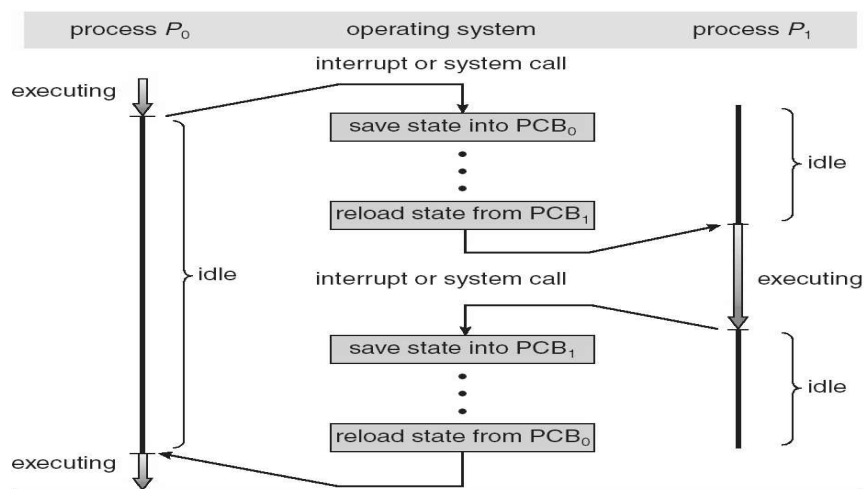 process P₀ operating system process P₁
interrupt or system call
executing
save state into PCB₀
idle
reload state from PCB₁
idle
interrupt or system call
executing
save state into PCB₁
idle
reload state from PCB₀
executing